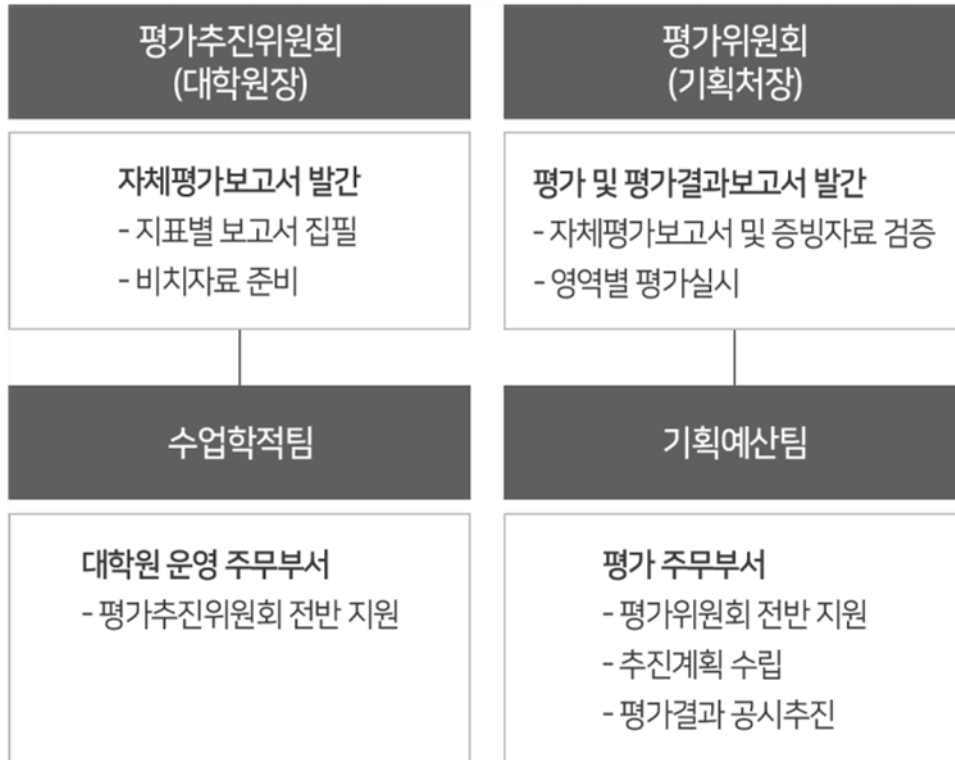 평가추진위원회
(대학원장)
자체평가보고서 발간
- 지표별 보고서 집필
- 비치자료 준비
수업학적팀
대학원 운영 주무부서
- 평가추진위원회 전반 지원
평가위원회
(기획처장)
평가 및 평가결과보고서 발간
- 자체평가보고서 및 증빙자료 검증
- 영역별 평가실시
기획예산팀
평가 주무부서
- 평가위원회 전반 지원
- 추진계획 수립
- 평가결과 공시추진